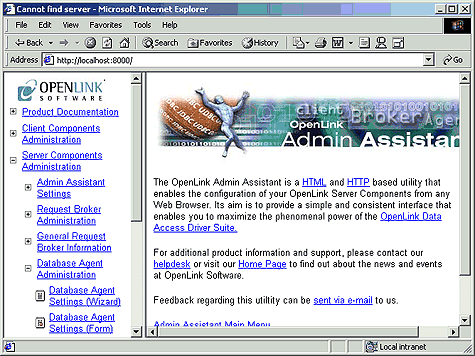 Cannot find server - Microsoft Internet Explorer
File Edit View Favorites Tools Help
Back Search Favorites History
Address http://localhost:8000/ Go
OPENLINK
SOFTWARE
Product Documentation
Client Components
Administration
Server Components
Administration
Admin Assistant
Settings
Request Broker
Administration
General Request
Broker Information
Database Agent
Administration
Database Agent
Settings (Wizard)
Database Agent
Settings (Form)
client BrokerAgen
OpenLink
Admin Assistan
The OpenLink Admin Assistant is a HTML and HTTP based utility that
enables the configuration of your OpenLink Server Components from any
Web Browser. Its aim is to provide a simple and consistent interface that
enables you to maximize the phenomenal power of the OpenLink Data
Access Driver Suite.
For additional product information and support, please contact our
helpdesk or visit our Home Page to find out about the news and events
at OpenLink Software.
Feedback regarding this utililty can be sent via e-mail to us.
Admin Assistant Main Menu
Local intranet